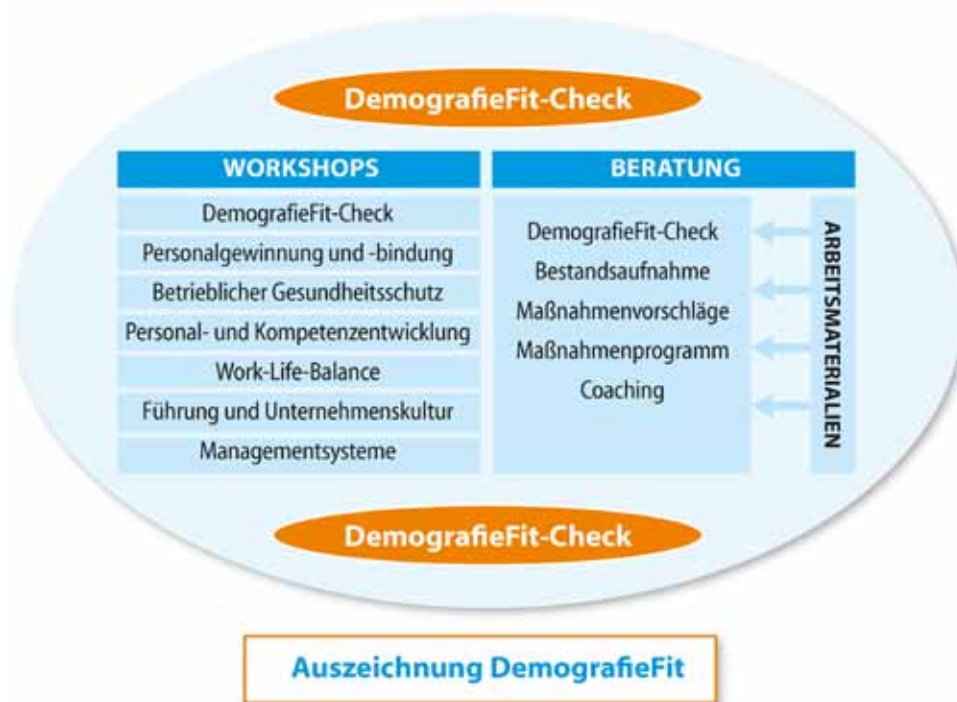 DemografieFit-Check
WORKSHOPS
DemografieFit-Check
Personalgewinnung und -bindung
Betrieblicher Gesundheitsschutz
Personal- und Kompetenzentwicklung
Work-Life-Balance
Führung und Unternehmenskultur
Managementsysteme
BERATUNG
DemografieFit-Check
Bestandsaufnahme
Maßnahmenvorschläge
Maßnahmenprogramm
Coaching
ARBEITSMATERIALIEN
DemografieFit-Check
Auszeichnung DemografieFit